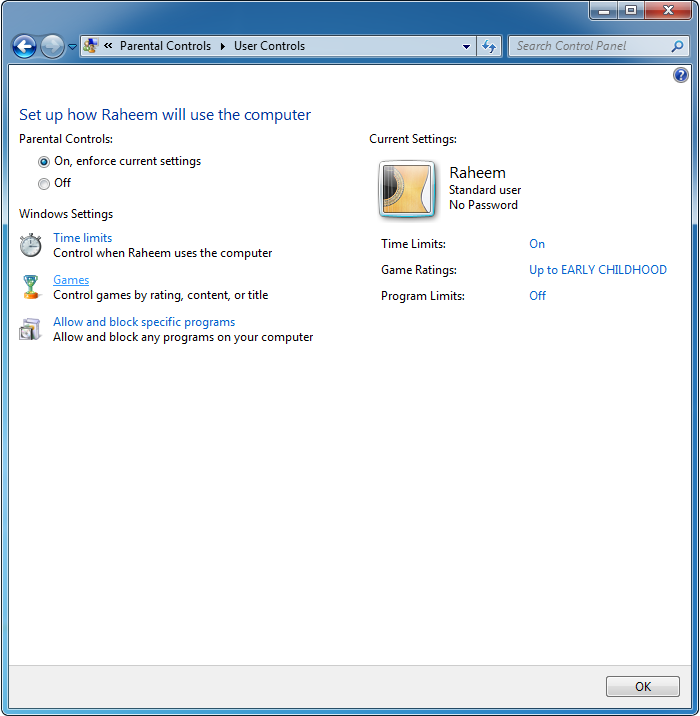 « Parental Controls ▸ User Controls
Search Control Panel
Set up how Raheem will use the computer
Parental Controls:
On, enforce current settings
Off
Windows Settings
Time limits
Control when Raheem uses the computer
Games
Control games by rating, content, or title
Allow and block specific programs
Allow and block any programs on your computer
Current Settings:
Raheem
Standard user
No Password
Time Limits: On
Game Ratings: Up to EARLY CHILDHOOD
Program Limits: Off
OK